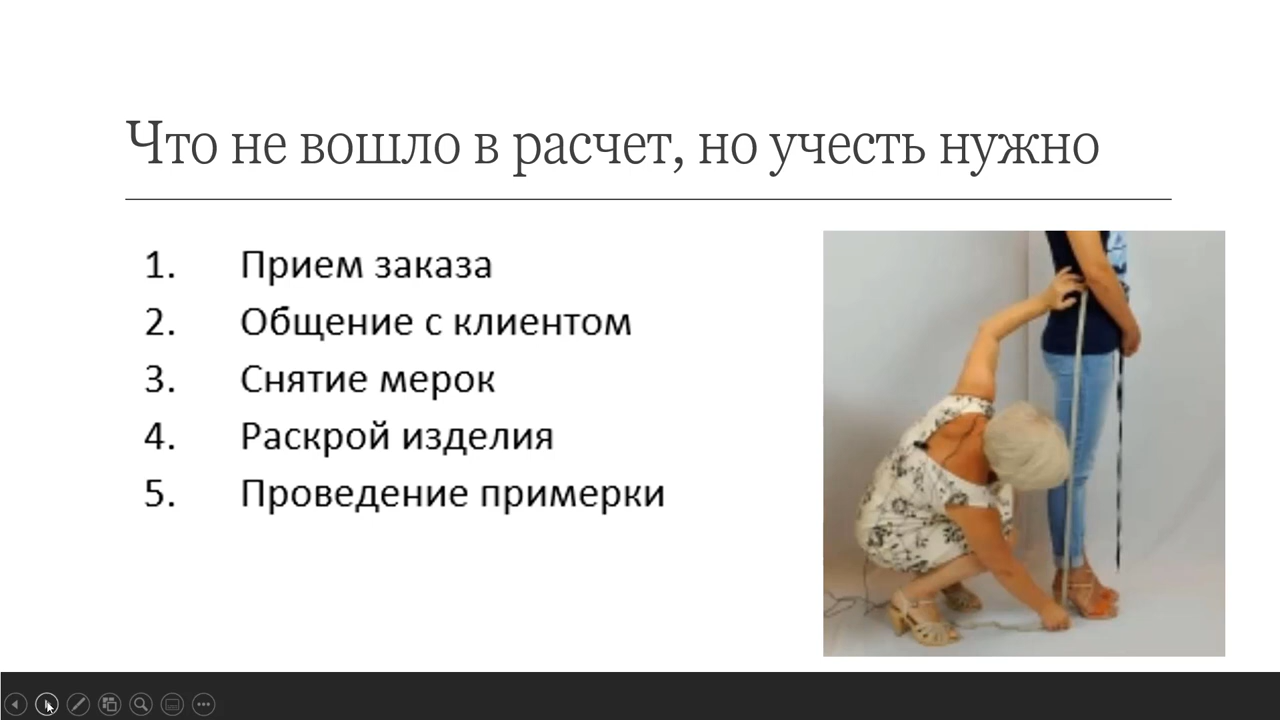 Что не вошло в расчет, но учесть нужно
1. Прием заказа
2. Общение с клиентом
3. Снятие мерок
4. Раскрой изделия
5. Проведение примерки